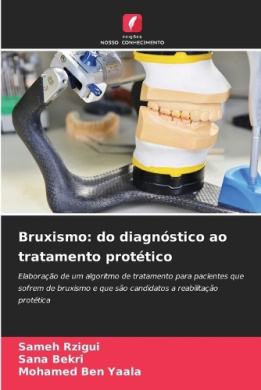 edições
NOSSO CONHECIMENTO
Bruxismo: do diagnóstico ao
tratamento protético
Elaboração de um algoritmo de tratamento para pacientes que
sofrem de bruxismo e que são candidatos a reabilitação
protética
Sameh Rzigui
Sana Bekri
Mohamed Ben Yaala